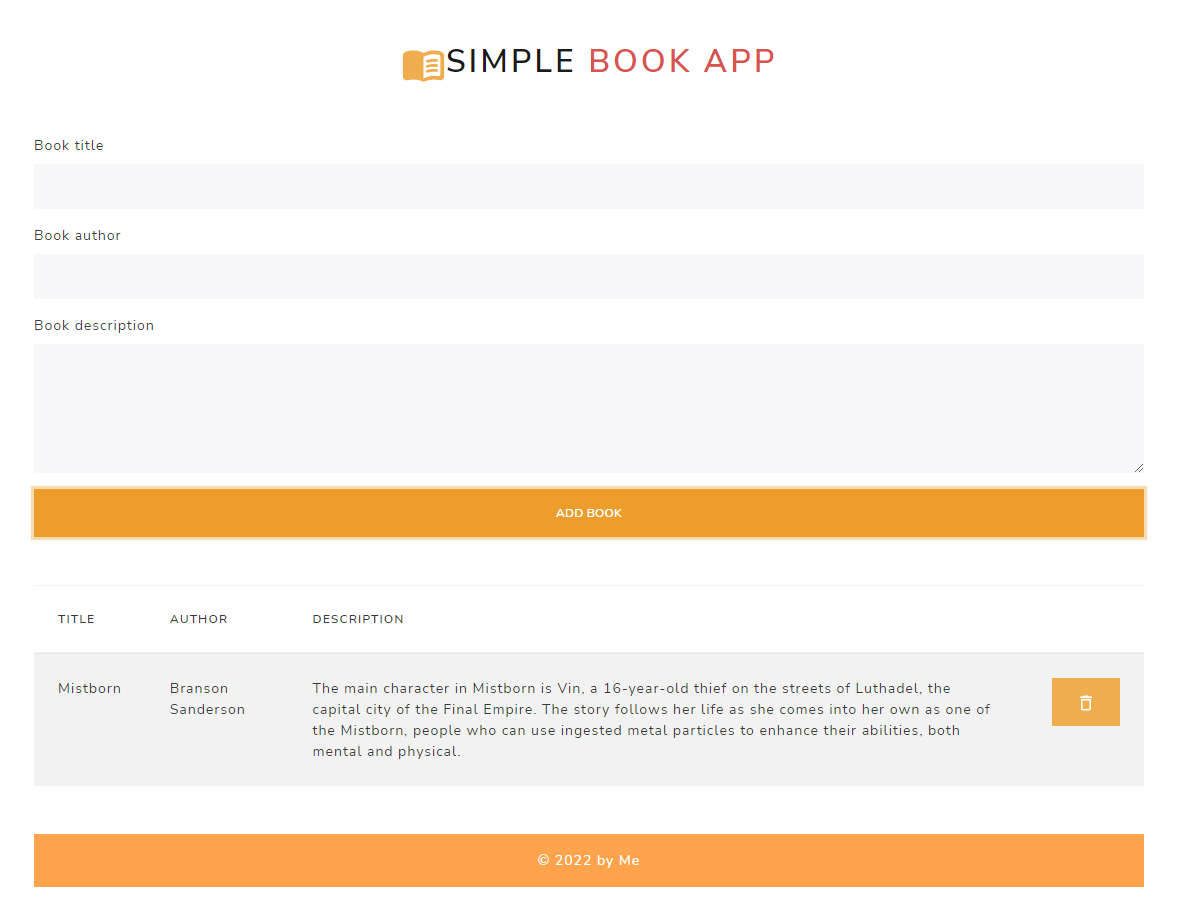 SIMPLE BOOK APP
Book title
Book author
Book description
ADD BOOK
TITLE AUTHOR DESCRIPTION
Mistborn
Branson
Sanderson
The main character in Mistborn is Vin, a 16-year-old thief on the streets of Luthadel, the
capital city of the Final Empire. The story follows her life as she comes into her own as one of
the Mistborn, people who can use ingested metal particles to enhance their abilities, both
mental and physical.
© 2022 by Me